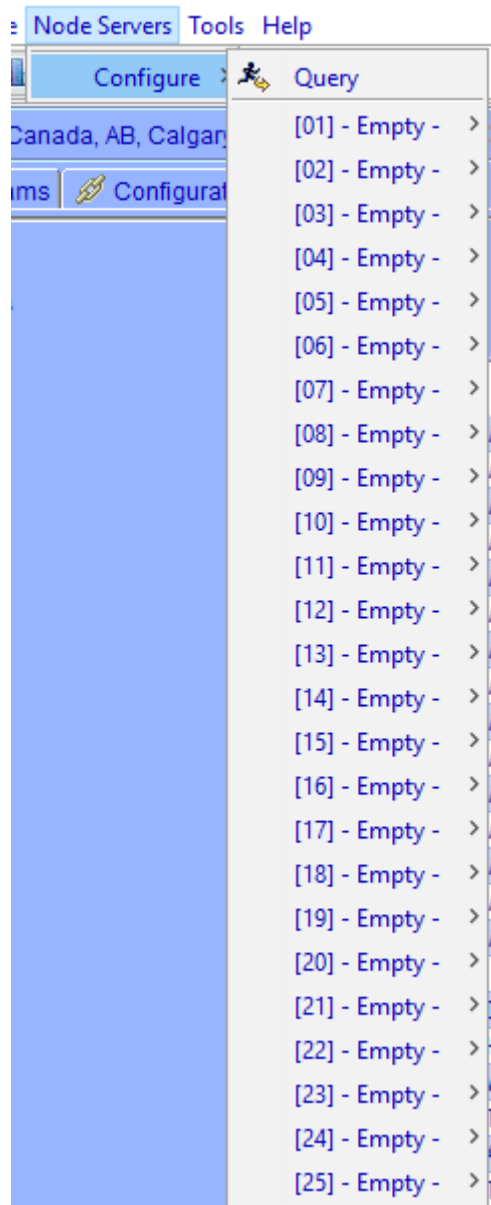 Node Servers Tools Help
Configure
Query
Canada, AB, Calgary
ams Configurat
[01] - Empty -
[02] - Empty -
[03] - Empty -
[04] - Empty -
[05] - Empty -
[06] - Empty -
[07] - Empty -
[08] - Empty -
[09] - Empty -
[10] - Empty -
[11] - Empty -
[12] - Empty -
[13] - Empty -
[14] - Empty -
[15] - Empty -
[16] - Empty -
[17] - Empty -
[18] - Empty -
[19] - Empty -
[20] - Empty -
[21] - Empty -
[22] - Empty -
[23] - Empty -
[24] - Empty -
[25] - Empty -